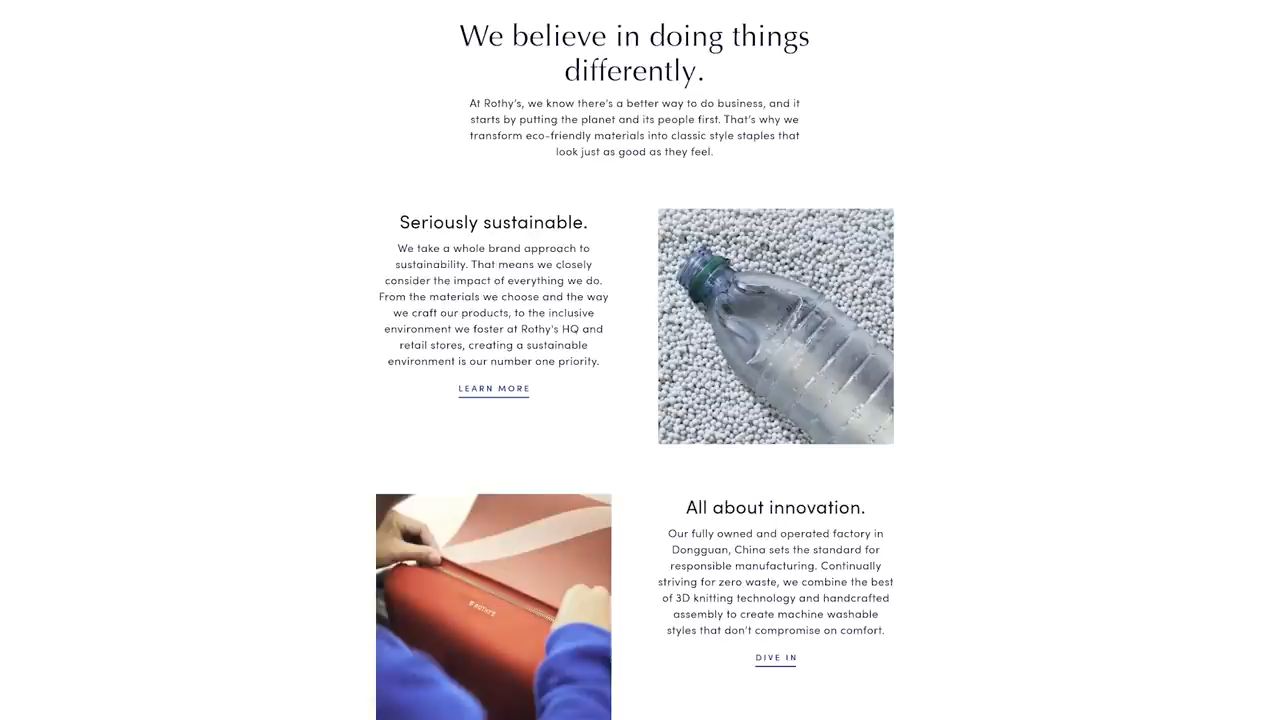 We believe in doing things
differently.
At Rothy's, we know there's a better way to do business, and it
starts by putting the planet and its people first. That's why we
transform eco-friendly materials into classic style staples that
look just as good as they feel.
Seriously sustainable.
We take a whole brand approach to
sustainability. That means we closely
consider the impact of everything we do.
From the materials we choose and the way
we craft our products, to the inclusive
environment we foster at Rothy's HQ and
retail stores, creating a sustainable
environment is our number one priority.
LEARN MORE
ROTHY'S
All about innovation.
Our fully owned and operated factory in
Dongguan, China sets the standard for
responsible manufacturing. Continually
striving for zero waste, we combine the best
of 3D knitting technology and handcrafted
assembly to create machine washable
styles that don't compromise on comfort.
DIVE IN